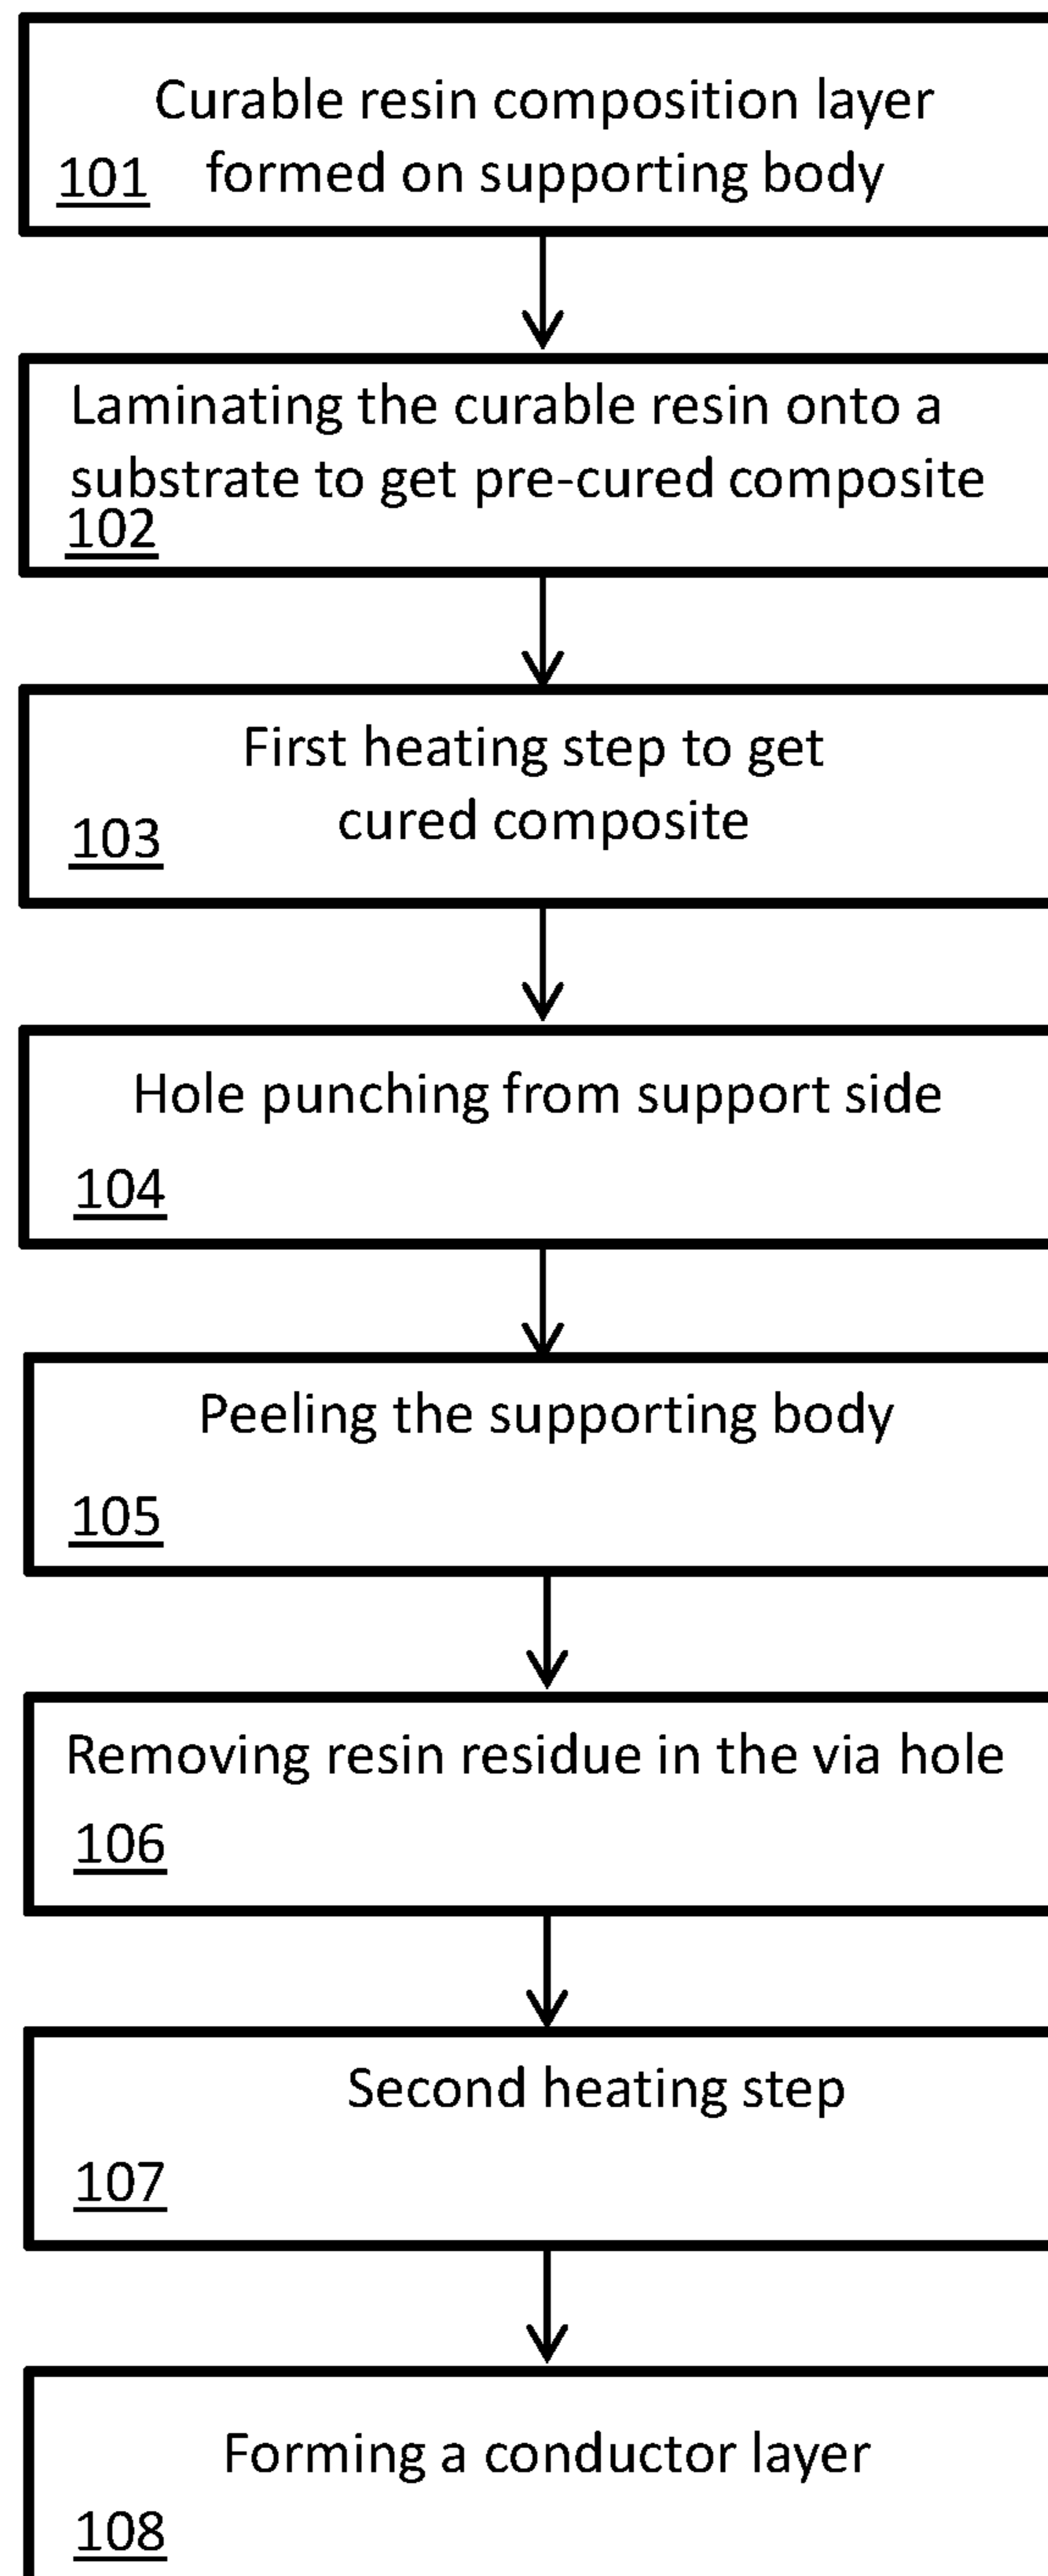 Curable resin composition layer
101 formed on supporting body
Laminating the curable resin onto a
substrate to get pre-cured composite
102
First heating step to get
cured composite
103
Hole punching from support side
104
Peeling the supporting body
105
Removing resin residue in the via hole
106
Second heating step
107
Forming a conductor layer
108